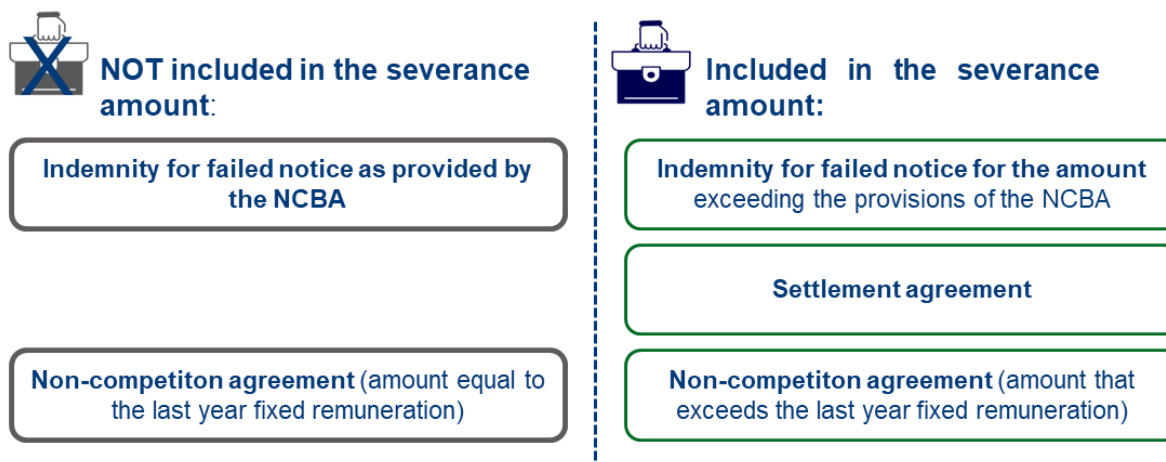 NOT included in the severance
amount:
Indemnity for failed notice as provided by
the NCBA
Non-competiton agreement (amount equal to
the last year fixed remuneration)
Included in the severance
amount:
Indemnity for failed notice for the amount
exceeding the provisions of the NCBA
Settlement agreement
Non-competiton agreement (amount that
exceeds the last year fixed remuneration)